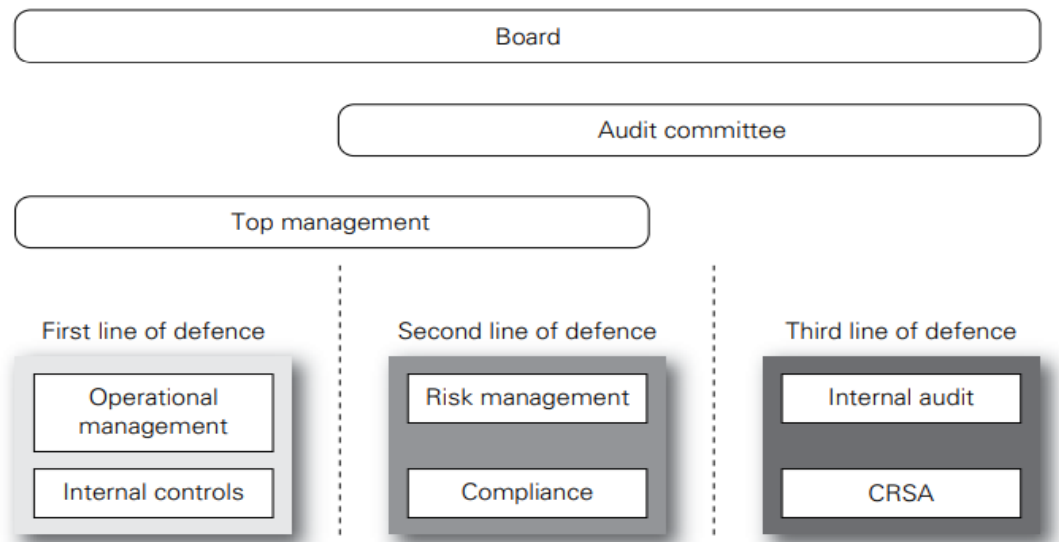 Board
Audit committee
Top management
First line of defence
Second line of defence
Third line of defence
Operational
management
Risk management
Internal audit
Internal controls
Compliance
CRSA